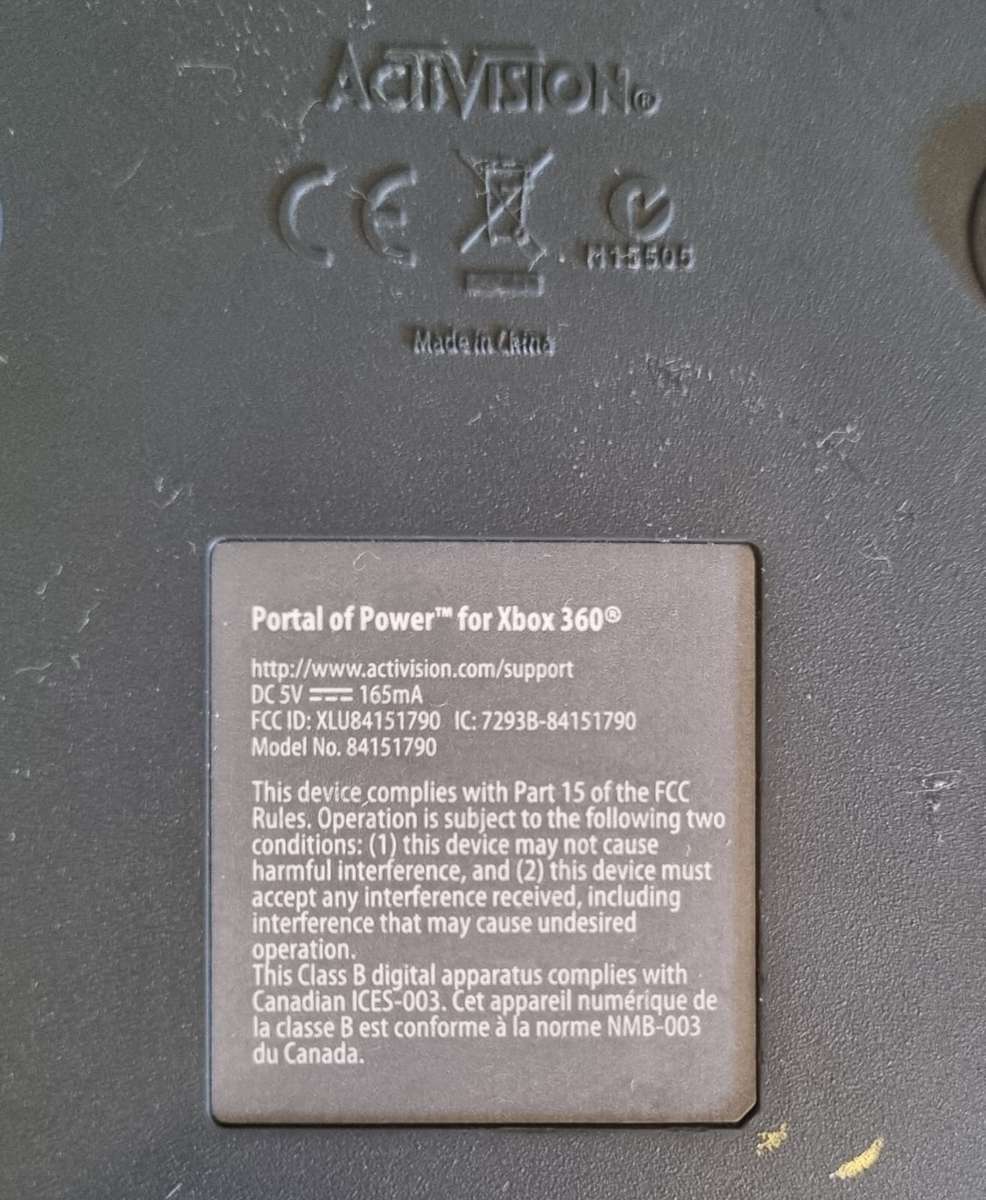 ACTIVISION®
CE
M13505
Made in China
Portal of Power™ for Xbox 360®
http://www.activision.com/support
DC 5V 165mA
FCC ID: XLU84151790 IC: 7293B-84151790
Model No. 84151790
This device complies with Part 15 of the FCC
Rules. Operation is subject to the following two
conditions: (1) this device may not cause
harmful interference, and (2) this device must
accept any interference received, including
interference that may cause undesired
operation.
This Class B digital apparatus complies with
Canadian ICES-003. Cet appareil numérique de
la classe B est conforme à la norme NMB-003
du Canada.